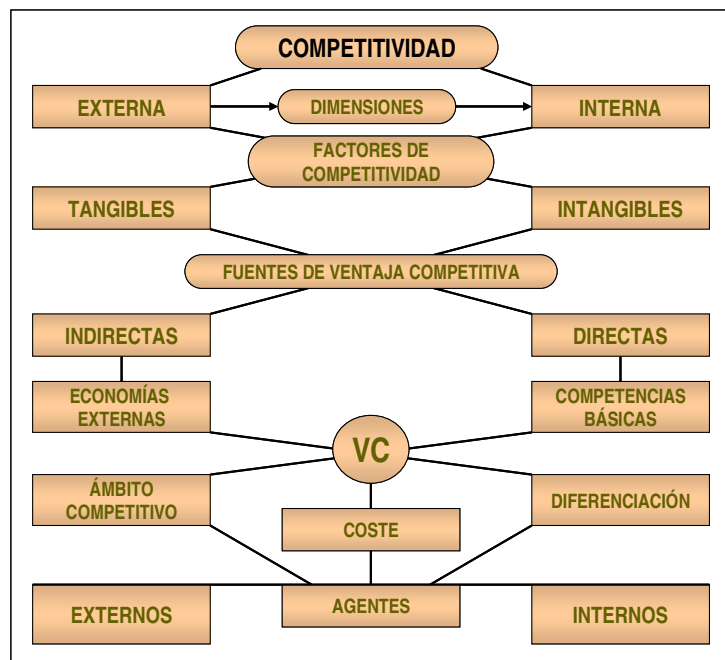 COMPETITIVIDAD
EXTERNA
DIMENSIONES
INTERNA
FACTORES DE
COMPETITIVIDAD
TANGIBLES
INTANGIBLES
FUENTES DE VENTAJA COMPETITIVA
INDIRECTAS
DIRECTAS
ECONOMÍAS
EXTERNAS
COMPETENCIAS
BÁSICAS
VC
ÁMBITO
COMPETITIVO
COSTE
DIFERENCIACIÓN
EXTERNOS
AGENTES
INTERNOS